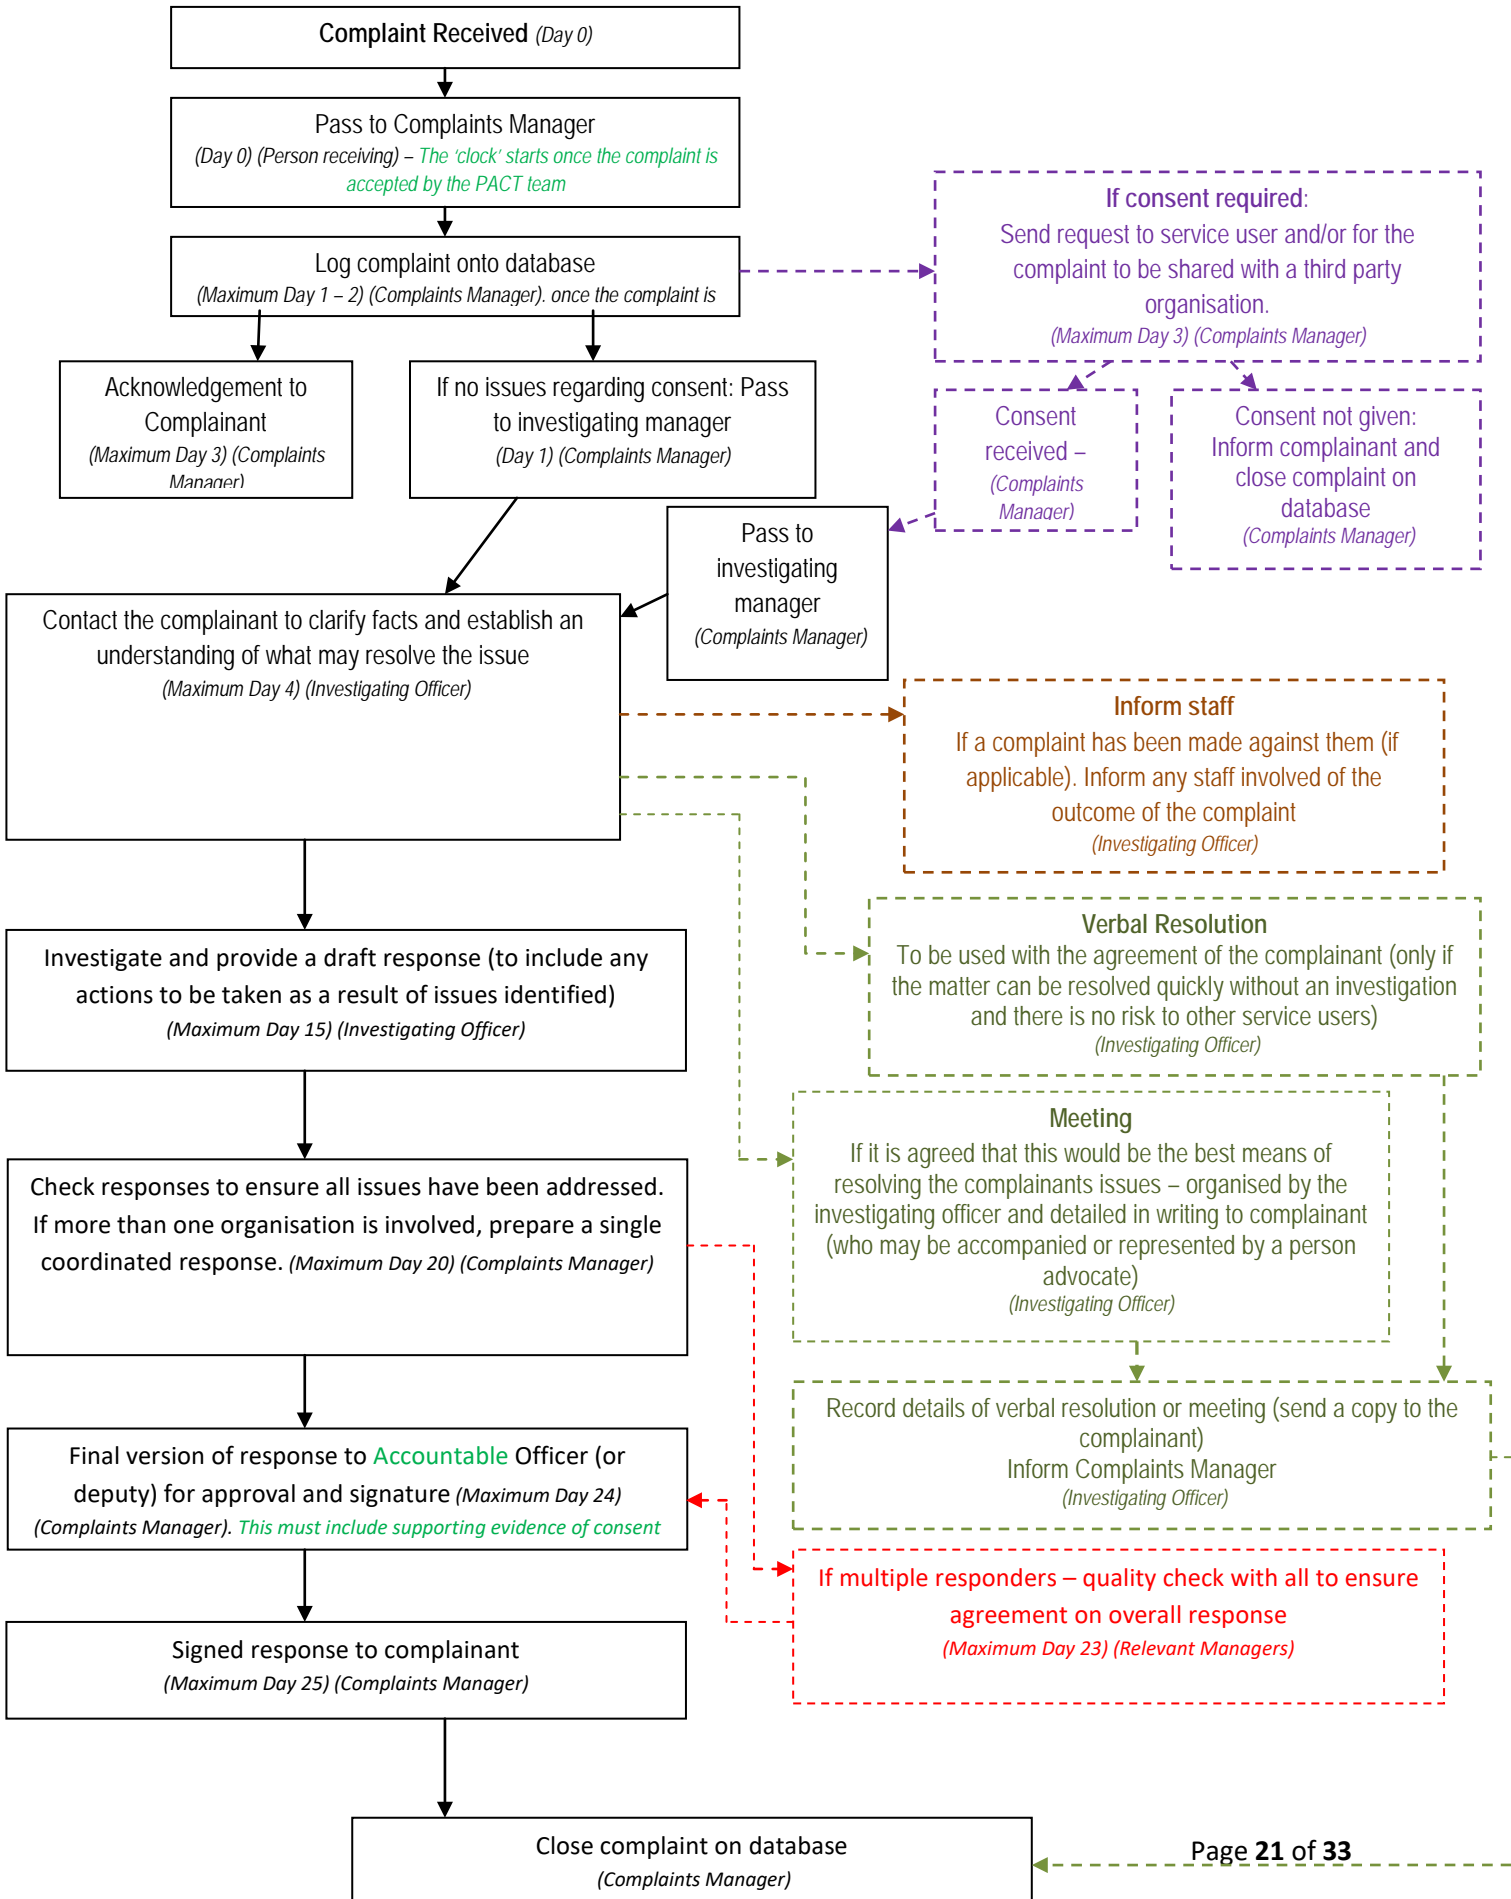 Complaint Received (Day 0)
Pass to Complaints Manager
(Day 0) (Person receiving) – The 'clock' starts once the complaint is
accepted by the PACT team
Log complaint onto database
(Maximum Day 1 – 2) (Complaints Manager). once the complaint is
If consent required:
Send request to service user and/or for the
complaint to be shared with a third party
organisation.
(Maximum Day 3) (Complaints Manager)
Acknowledgement to
Complainant
(Maximum Day 3) (Complaints
Manager)
If no issues regarding consent: Pass
to investigating manager
(Day 1) (Complaints Manager)
Consent
received –
(Complaints
Manager)
Consent not given:
Inform complainant and
close complaint on
database
(Complaints Manager)
Pass to
investigating
manager
(Complaints Manager)
Contact the complainant to clarify facts and establish an
understanding of what may resolve the issue
(Maximum Day 4) (Investigating Officer)
Inform staff
If a complaint has been made against them (if
applicable). Inform any staff involved of the
outcome of the complaint
(Investigating Officer)
Verbal Resolution
To be used with the agreement of the complainant (only if
the matter can be resolved quickly without an investigation
and there is no risk to other service users)
(Investigating Officer)
Investigate and provide a draft response (to include any
actions to be taken as a result of issues identified)
(Maximum Day 15) (Investigating Officer)
Meeting
If it is agreed that this would be the best means of
resolving the complainants issues – organised by the
investigating officer and detailed in writing to complainant
(who may be accompanied or represented by a person
advocate)
(Investigating Officer)
Check responses to ensure all issues have been addressed.
If more than one organisation is involved, prepare a single
coordinated response. (Maximum Day 20) (Complaints Manager)
Record details of verbal resolution or meeting (send a copy to the
complainant)
Inform Complaints Manager
(Investigating Officer)
Final version of response to Accountable Officer (or
deputy) for approval and signature (Maximum Day 24)
(Complaints Manager). This must include supporting evidence of consent
If multiple responders – quality check with all to ensure
agreement on overall response
(Maximum Day 23) (Relevant Managers)
Signed response to complainant
(Maximum Day 25) (Complaints Manager)
Close complaint on database
(Complaints Manager)
Page 21 of 33